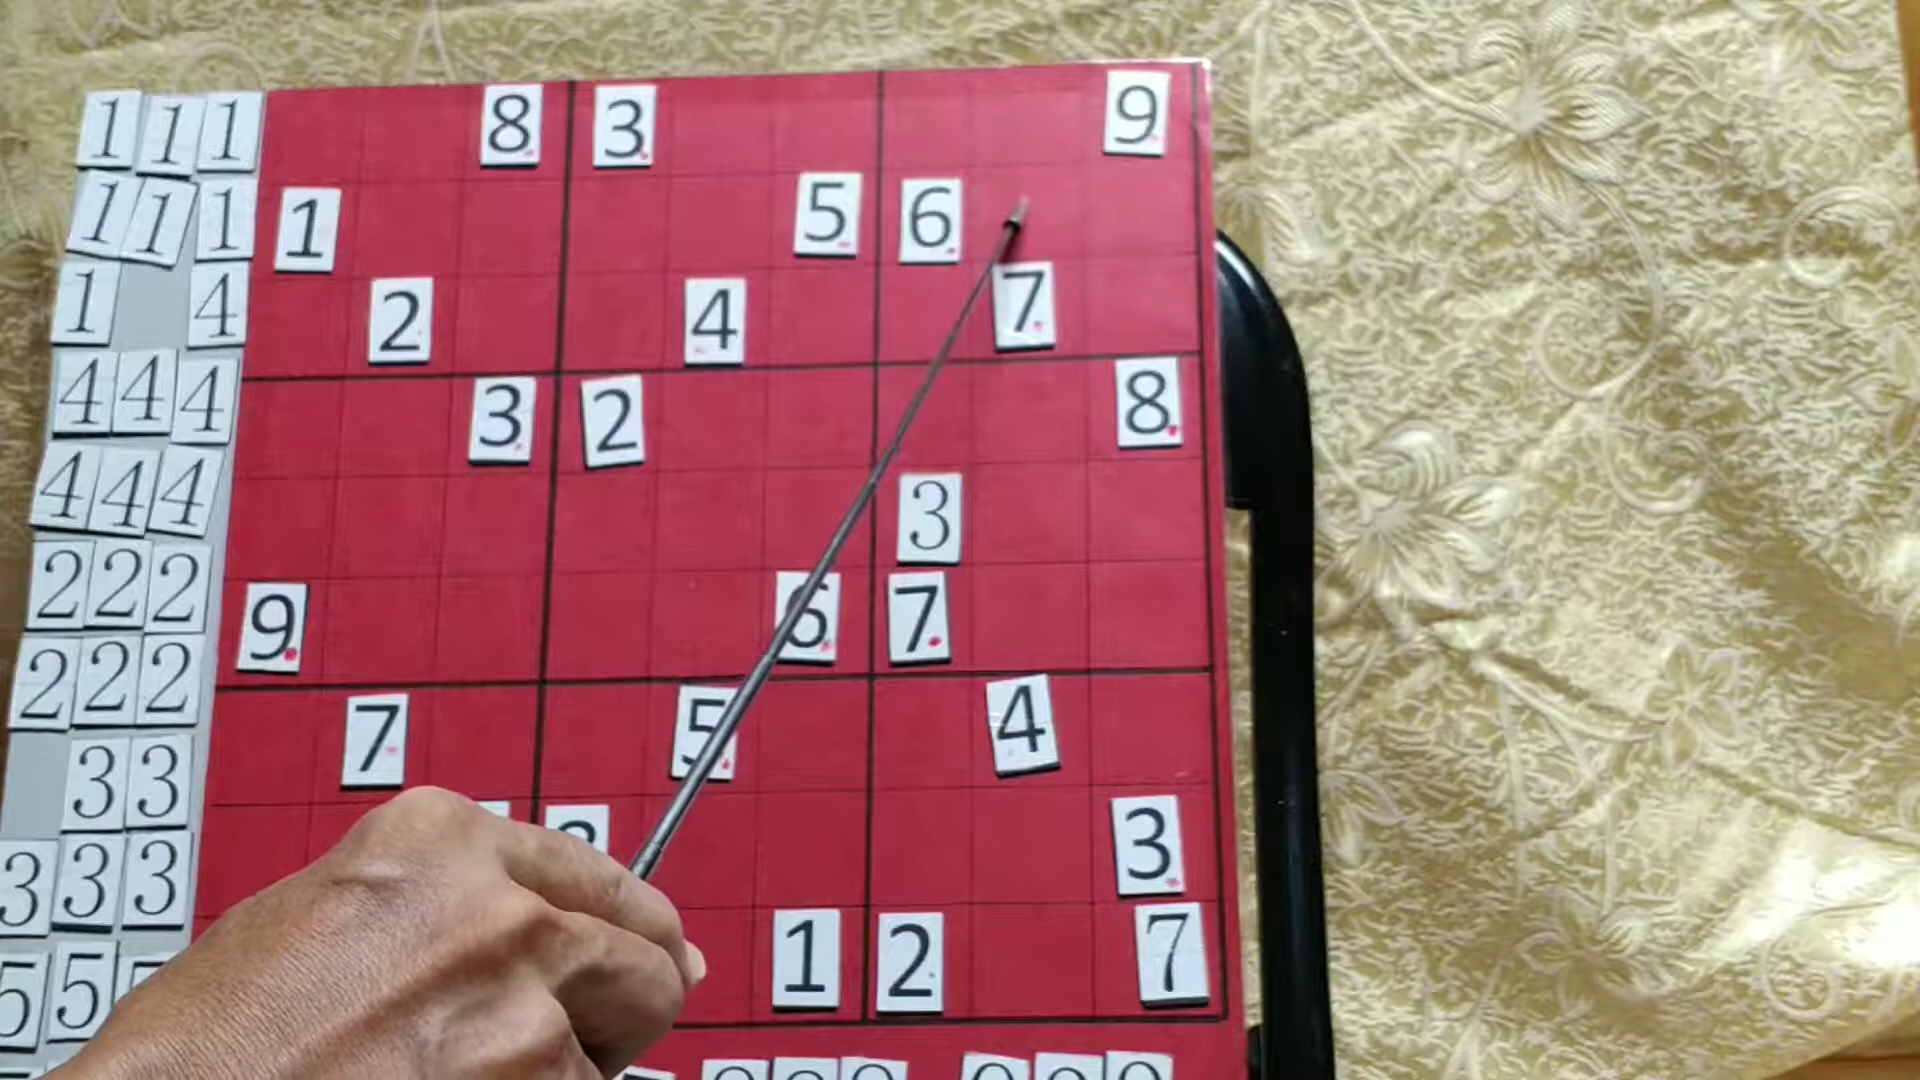 1 1 1 8 3 9
1 1 1 1 5 6
1 4 2 4 7
4 4 4 3 2 8
4 4 4 3
2 2 2 9 6 7
2 2 2 7 5 4
3 3
3 3 3 3
5 5 1 2 7